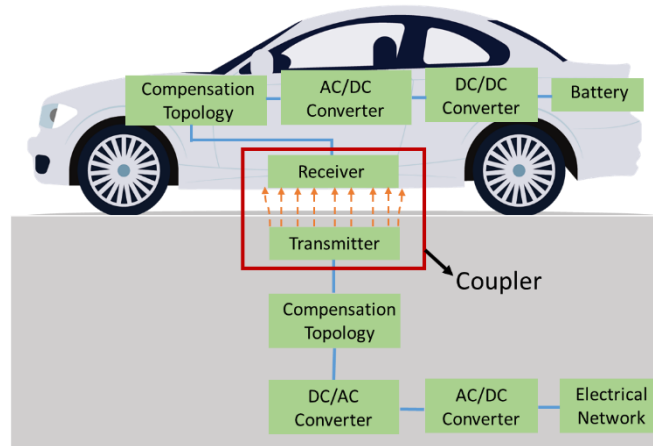 Compensation
Topology
AC/DC
Converter
DC/DC
Converter
Battery
Receiver
Transmitter
Coupler
Compensation
Topology
DC/AC
Converter
AC/DC
Converter
Electrical
Network